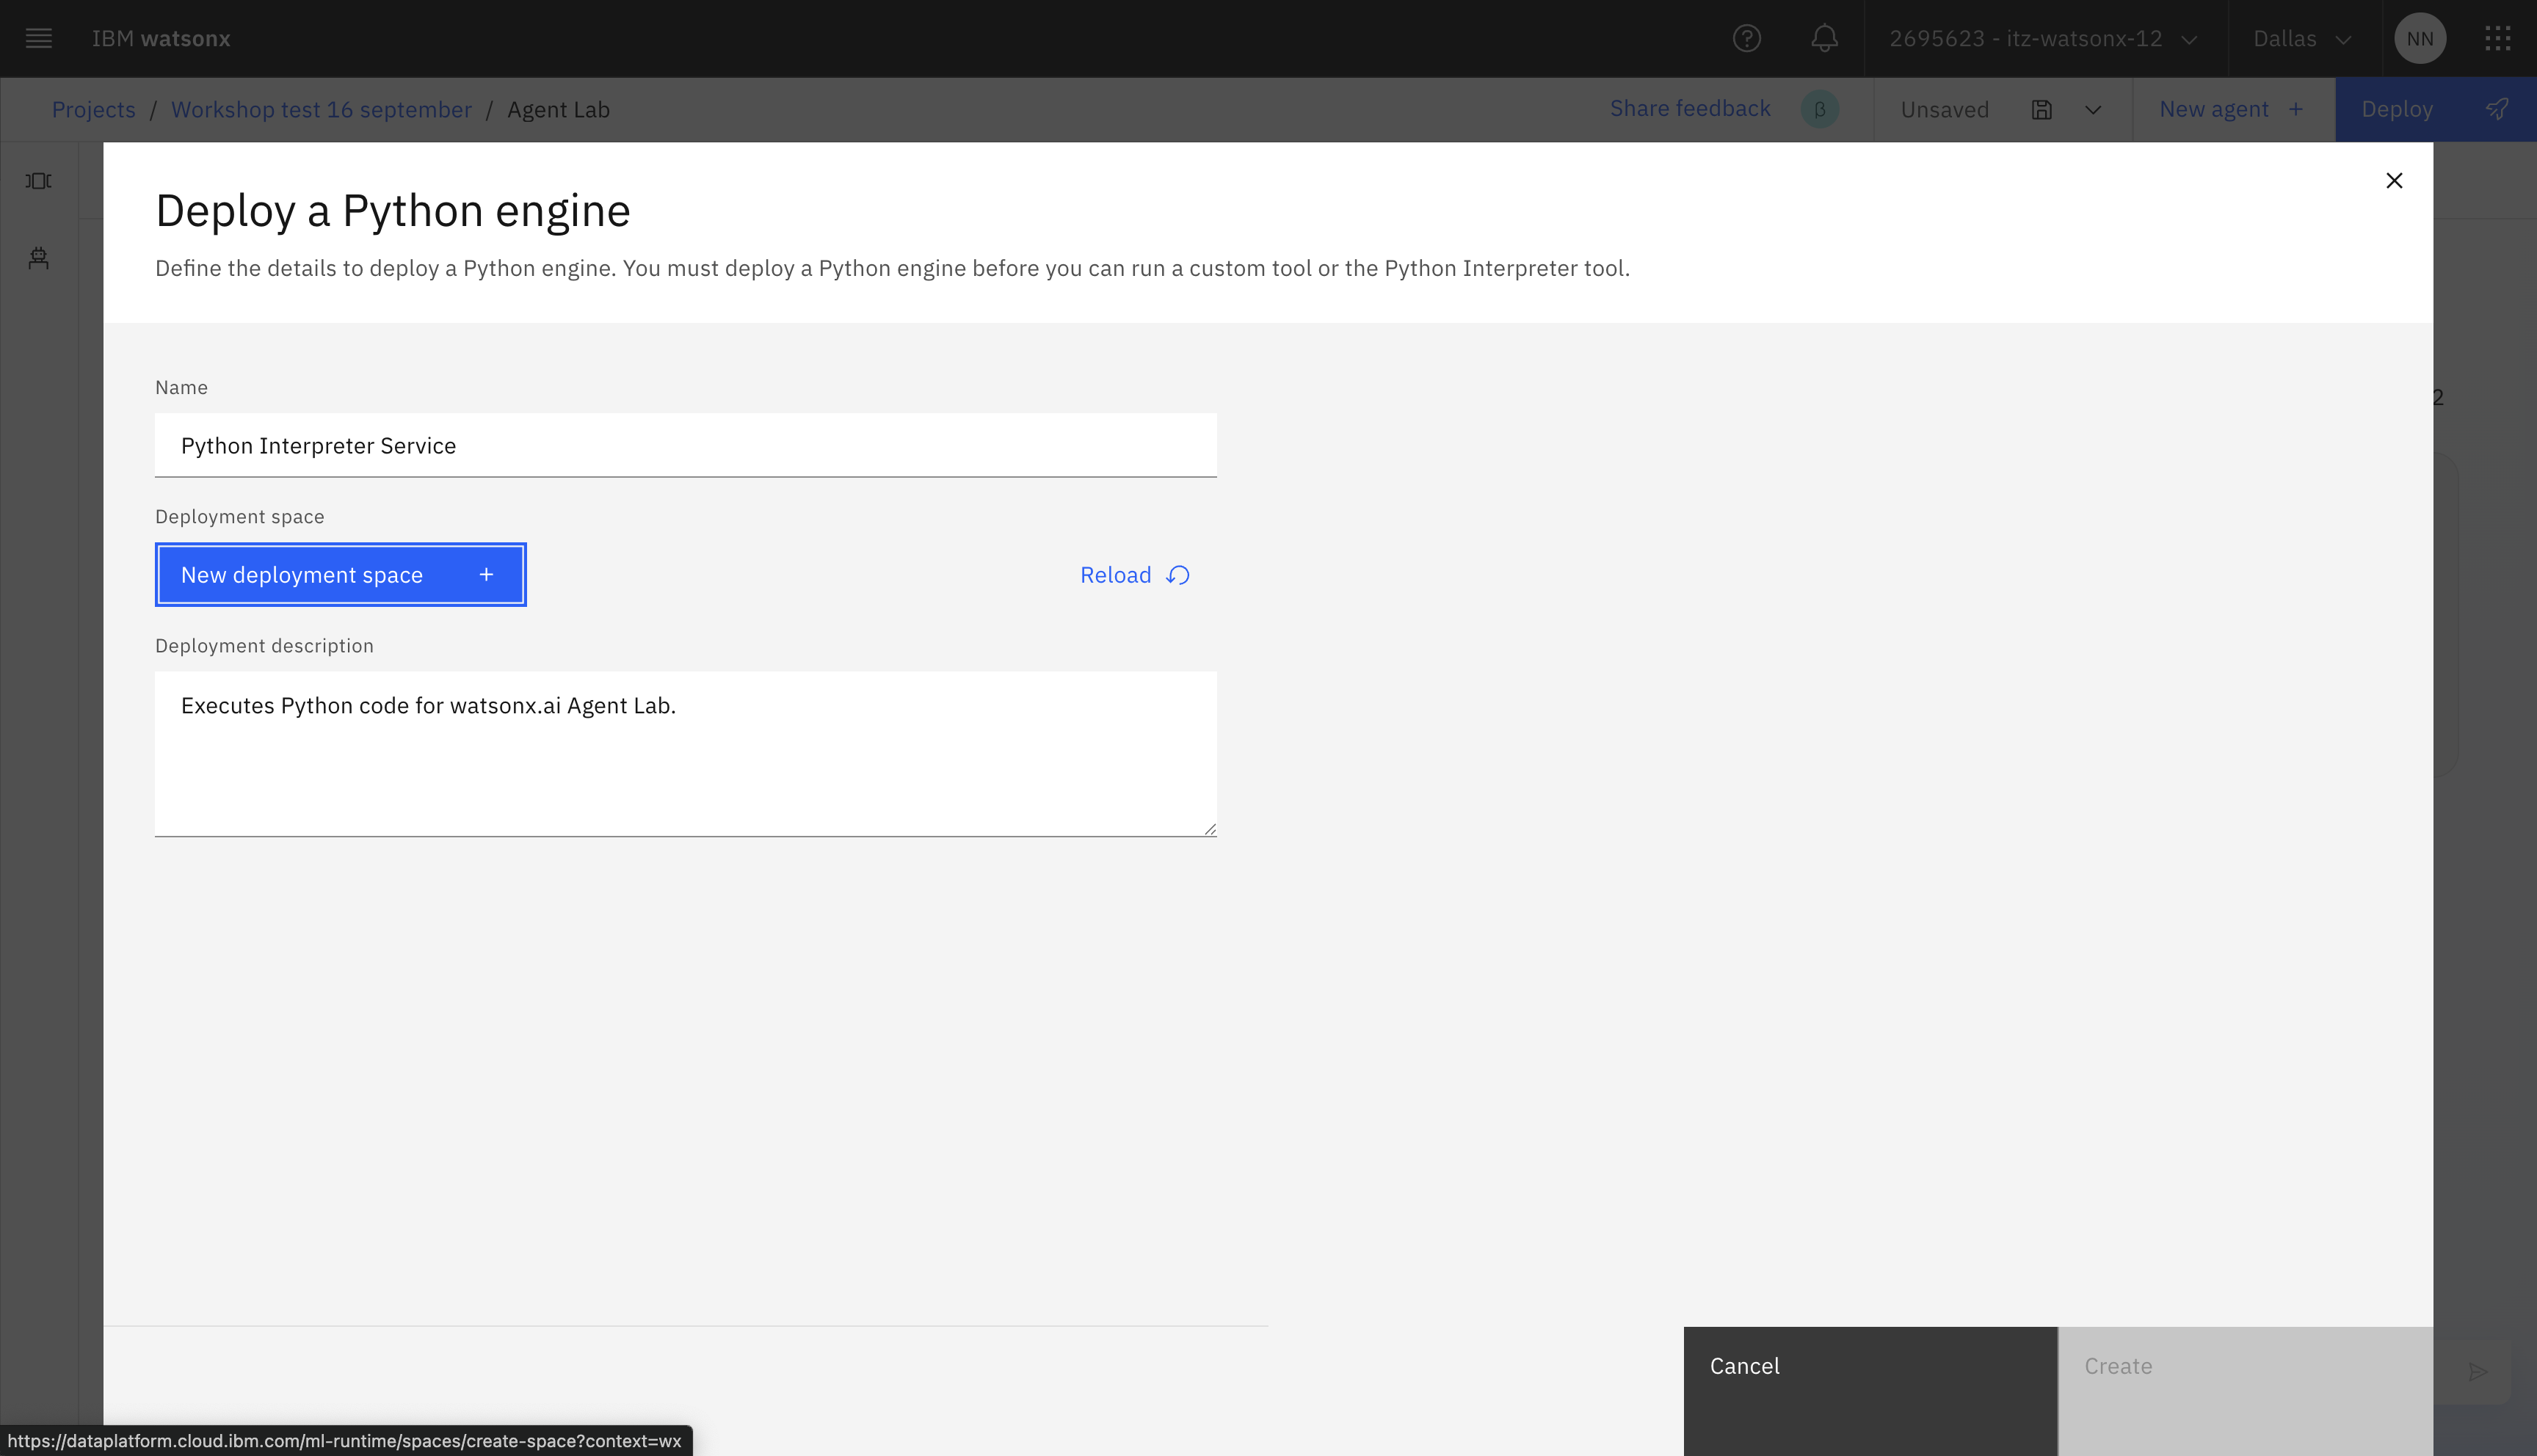 IBM watsonx
2695623 - itz-watsonx-12
Dallas
NN
Projects / Workshop test 16 september / Agent Lab
Share feedback
β
Unsaved
New agent +
Deploy
Deploy a Python engine
Define the details to deploy a Python engine. You must deploy a Python engine before you can run a custom tool or the Python Interpreter tool.
2
Name
Python Interpreter Service
Deployment space
New deployment space +
Reload
Deployment description
Executes Python code for watsonx.ai Agent Lab.
Cancel
Create
https://dataplatform.cloud.ibm.com/ml-runtime/spaces/create-space?context=wx